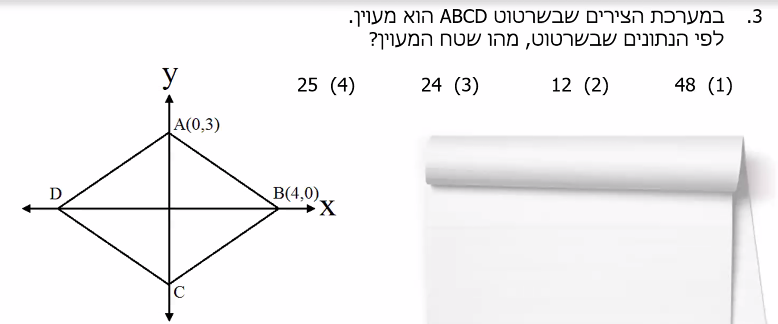 3. במערכת הצירים שבשרטוט ABCD הוא מעוין.
לפי הנתונים שבשרטוט, מהו שטח המעוין?
(1) 48 (2) 12 (3) 24 (4) 25
y
A(0,3)
D
B(4,0)
x
C